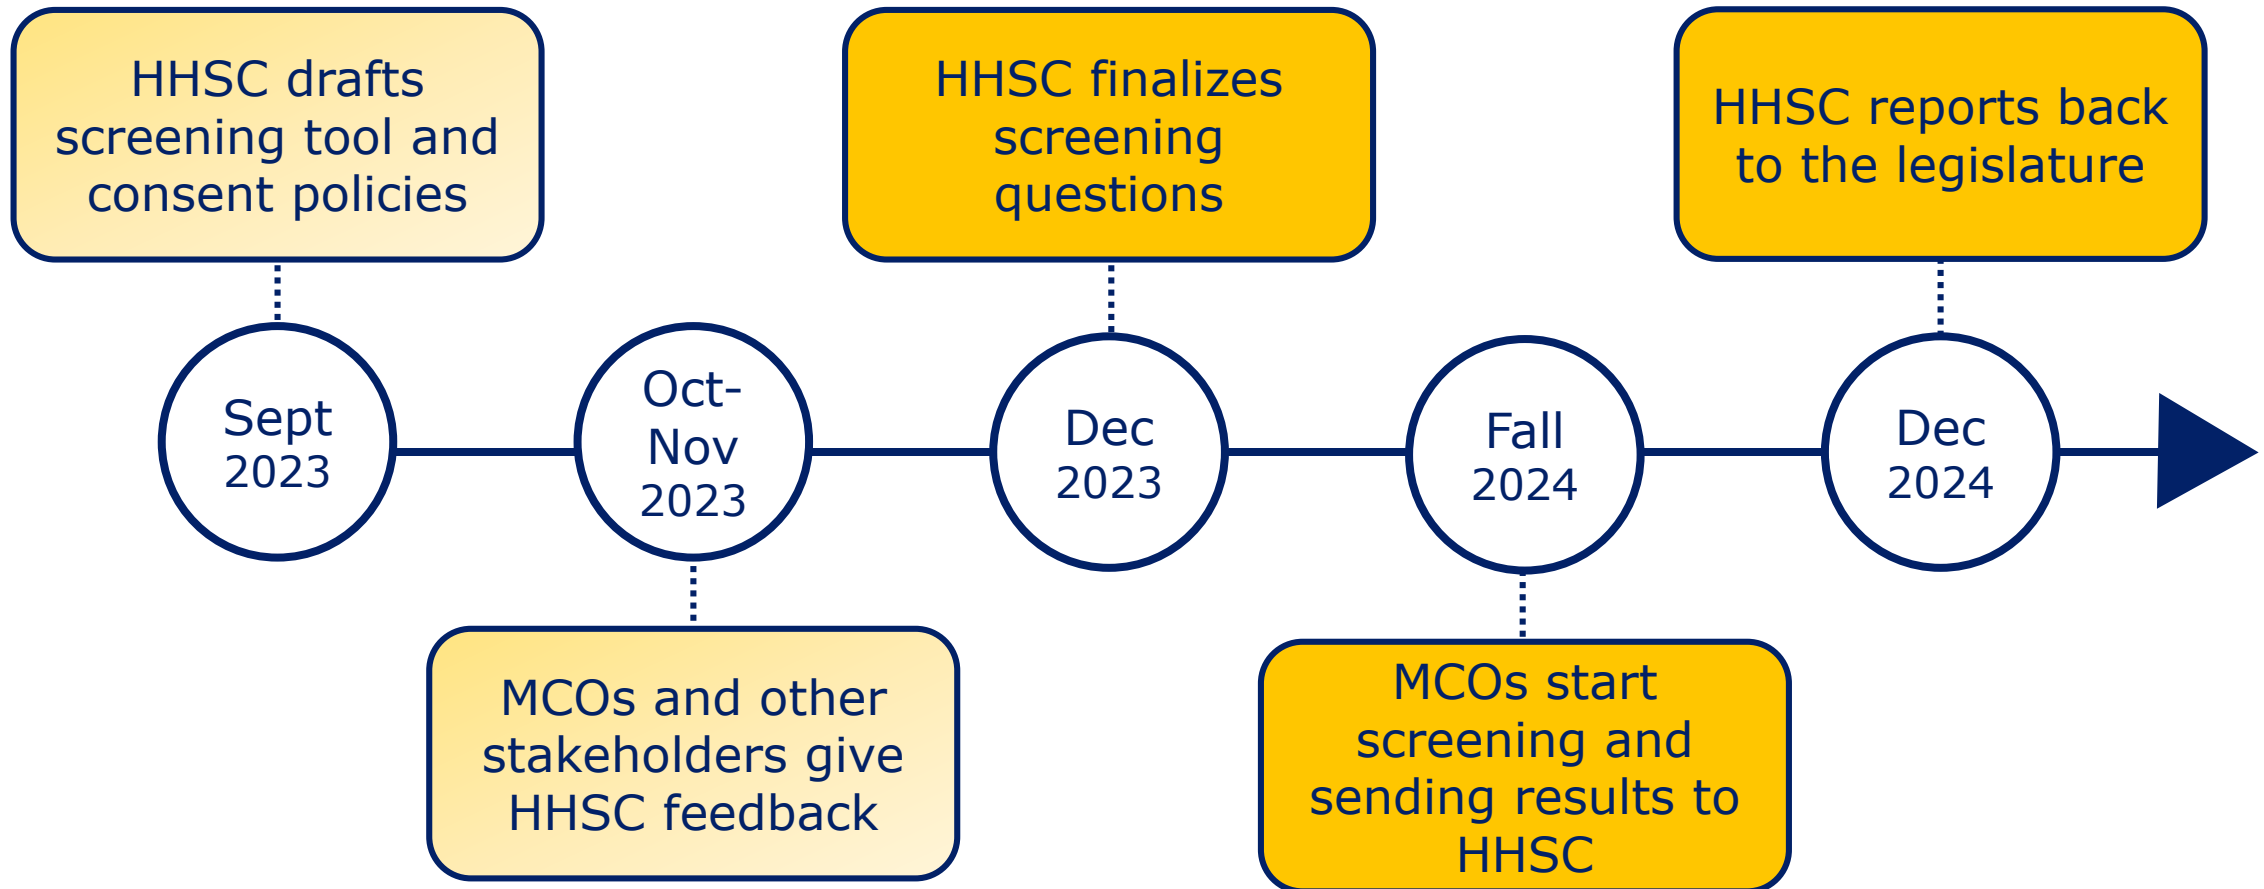 HHSC drafts
screening tool and
consent policies
HHSC finalizes
screening
questions
HHSC reports back
to the legislature
Sept
2023
Oct-
Nov
2023
Dec
2023
Fall
2024
Dec
2024
MCOs and other
stakeholders give
HHSC feedback
MCOs start
screening and
sending results to
HHSC